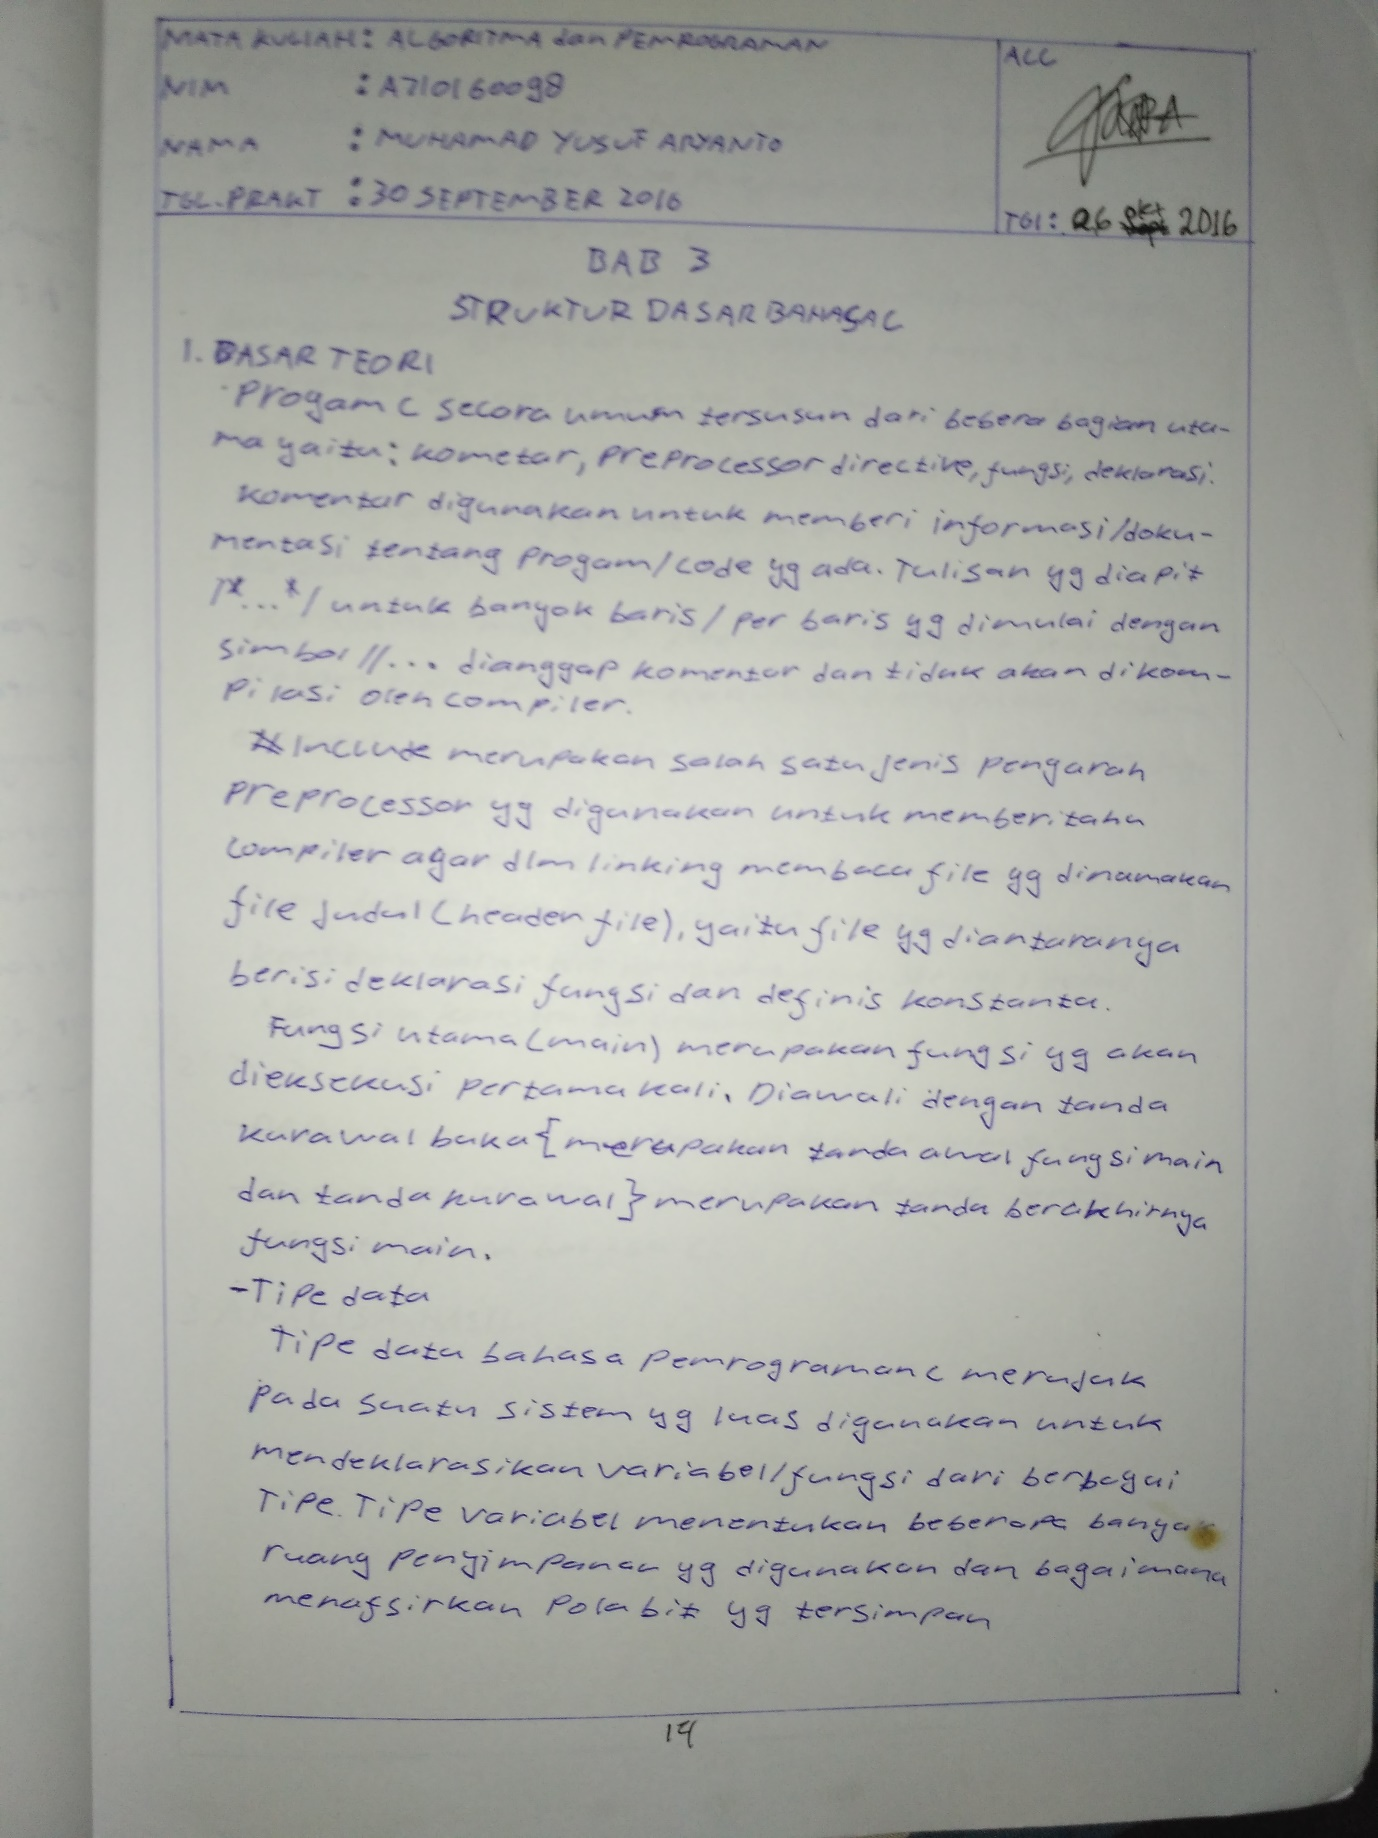 MATA KULIAH : ALGORITMA dan PEMROGRAMAN
NIM : A710160098
NAMA : MUHAMAD YUSUF ARYANTO
TGL. PRAKT : 30 SEPTEMBER 2016
ACC
TGl : 06 Okt 2016
BAB 3
STRUKTUR DASAR BAHASA C
1. DASAR TEORI
Progam C secara umum tersusun dari bebera bagian uta-
ma yaitu: kometar, preprocessor directive, fungsi, deklarasi.
Komentar digunakan untuk memberi informasi/doku-
mentasi tentang progam/code yg ada. Tulisan yg diapit
/*...*/ untuk banyak baris/per baris yg dimulai dengan
simbol //... dianggap komentar dan tidak akan dikom-
pilasi oleh compiler.
#Include merupakan salah satu jenis pengarah
preprocessor yg digunakan untuk memberitahu
compiler agar dlm linking membaca file yg dinamakan
file judul (header file), yaitu file yg diantaranya
berisi deklarasi fungsi dan definis konstanta.
Fungsi utama (main) merupakan fungsi yg akan
dieksekusi pertama kali. Diawali dengan tanda
kurawal buka { merupakan tanda awal fungsi main
dan tanda kurawal } merupakan tanda berakhirnya
fungsi main.
- Tipe data
Tipe data bahasa pemrograman C merujuk
pada suatu sistem yg luas digunakan untuk
mendeklarasikan variabel/fungsi dari berbagai
Tipe. Tipe variabel menentukan beberapa banyak
ruang penyimpanan yg digunakan dan bagaimana
menafsirkan pola bit yg tersimpan
14